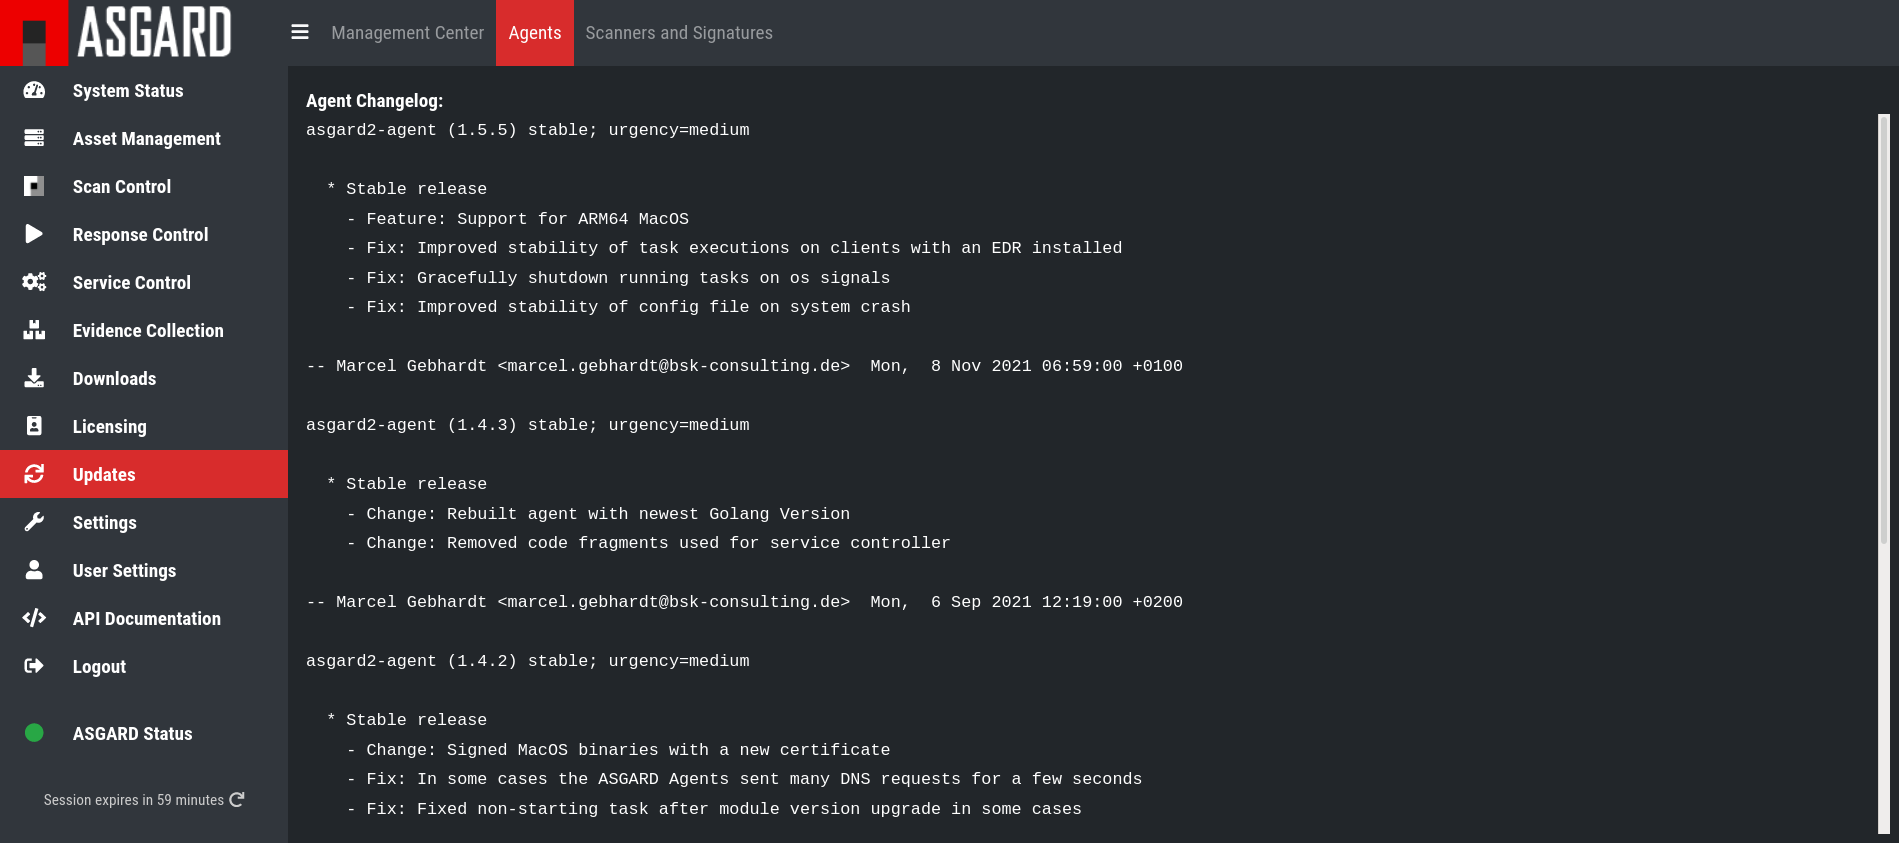 ASGARD
Management Center
Agents
Scanners and Signatures
System Status
Asset Management
Scan Control
Response Control
Service Control
Evidence Collection
Downloads
Licensing
Updates
Settings
User Settings
API Documentation
Logout
ASGARD Status
Session expires in 59 minutes
Agent Changelog:
asgard2-agent (1.5.5) stable; urgency=medium
* Stable release
- Feature: Support for ARM64 MacOS
- Fix: Improved stability of task executions on clients with an EDR installed
- Fix: Gracefully shutdown running tasks on os signals
- Fix: Improved stability of config file on system crash
-- Marcel Gebhardt <marcel.gebhardt@bsk-consulting.de>  Mon,  8 Nov 2021 06:59:00 +0100
asgard2-agent (1.4.3) stable; urgency=medium
* Stable release
- Change: Rebuilt agent with newest Golang Version
- Change: Removed code fragments used for service controller
-- Marcel Gebhardt <marcel.gebhardt@bsk-consulting.de>  Mon,  6 Sep 2021 12:19:00 +0200
asgard2-agent (1.4.2) stable; urgency=medium
* Stable release
- Change: Signed MacOS binaries with a new certificate
- Fix: In some cases the ASGARD Agents sent many DNS requests for a few seconds
- Fix: Fixed non-starting task after module version upgrade in some cases